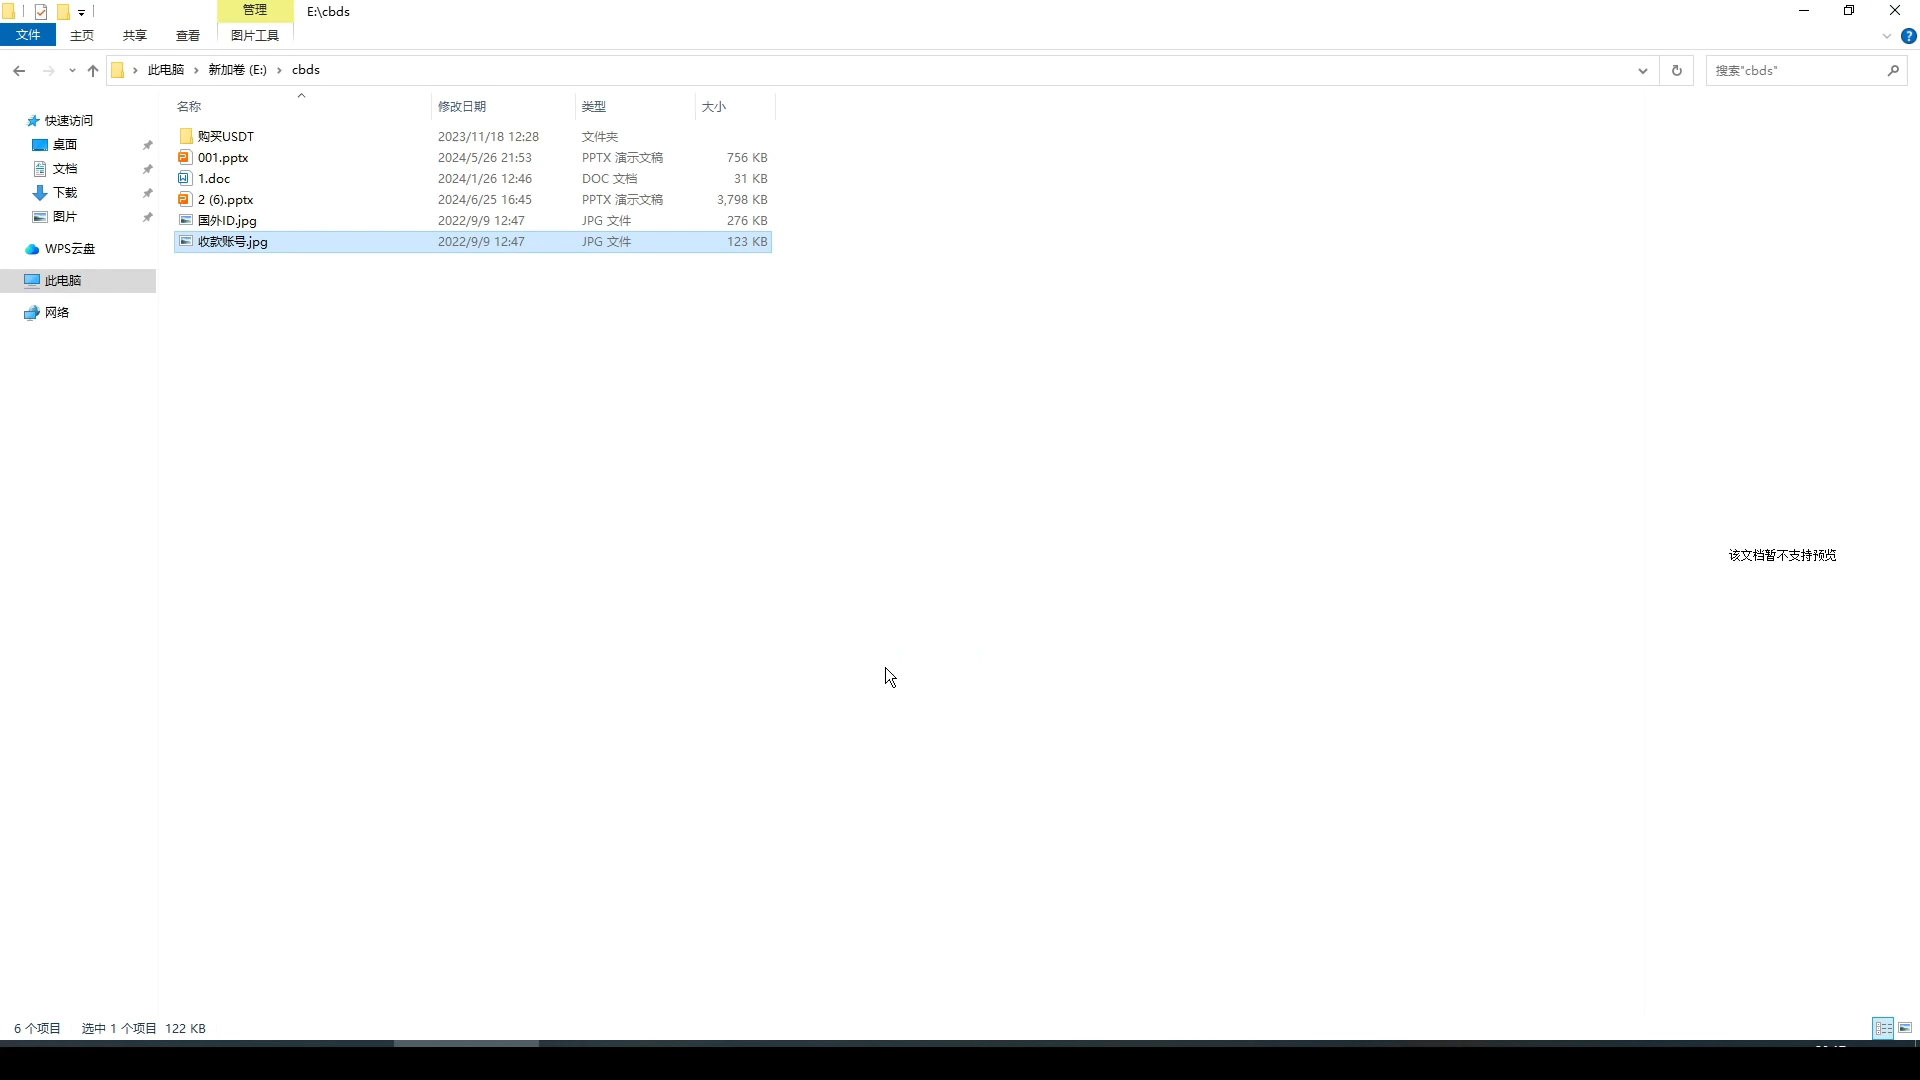 管理
E:\cbds
文件
主页
共享
查看
图片工具
此电脑
新加卷 (E:)
cbds
搜索"cbds"
名称
修改日期
类型
大小
快速访问
桌面
文档
下载
图片
WPS云盘
此电脑
网络
购买USDT 2023/11/18 12:28 文件夹
001.pptx 2024/5/26 21:53 PPTX 演示文稿 756 KB
1.doc 2024/1/26 12:46 DOC 文档 31 KB
2 (6).pptx 2024/6/25 16:45 PPTX 演示文稿 3,798 KB
国外ID.jpg 2022/9/9 12:47 JPG 文件 276 KB
收款账号.jpg 2022/9/9 12:47 JPG 文件 123 KB
该文档暂不支持预览
6 个项目 选中 1 个项目 122 KB